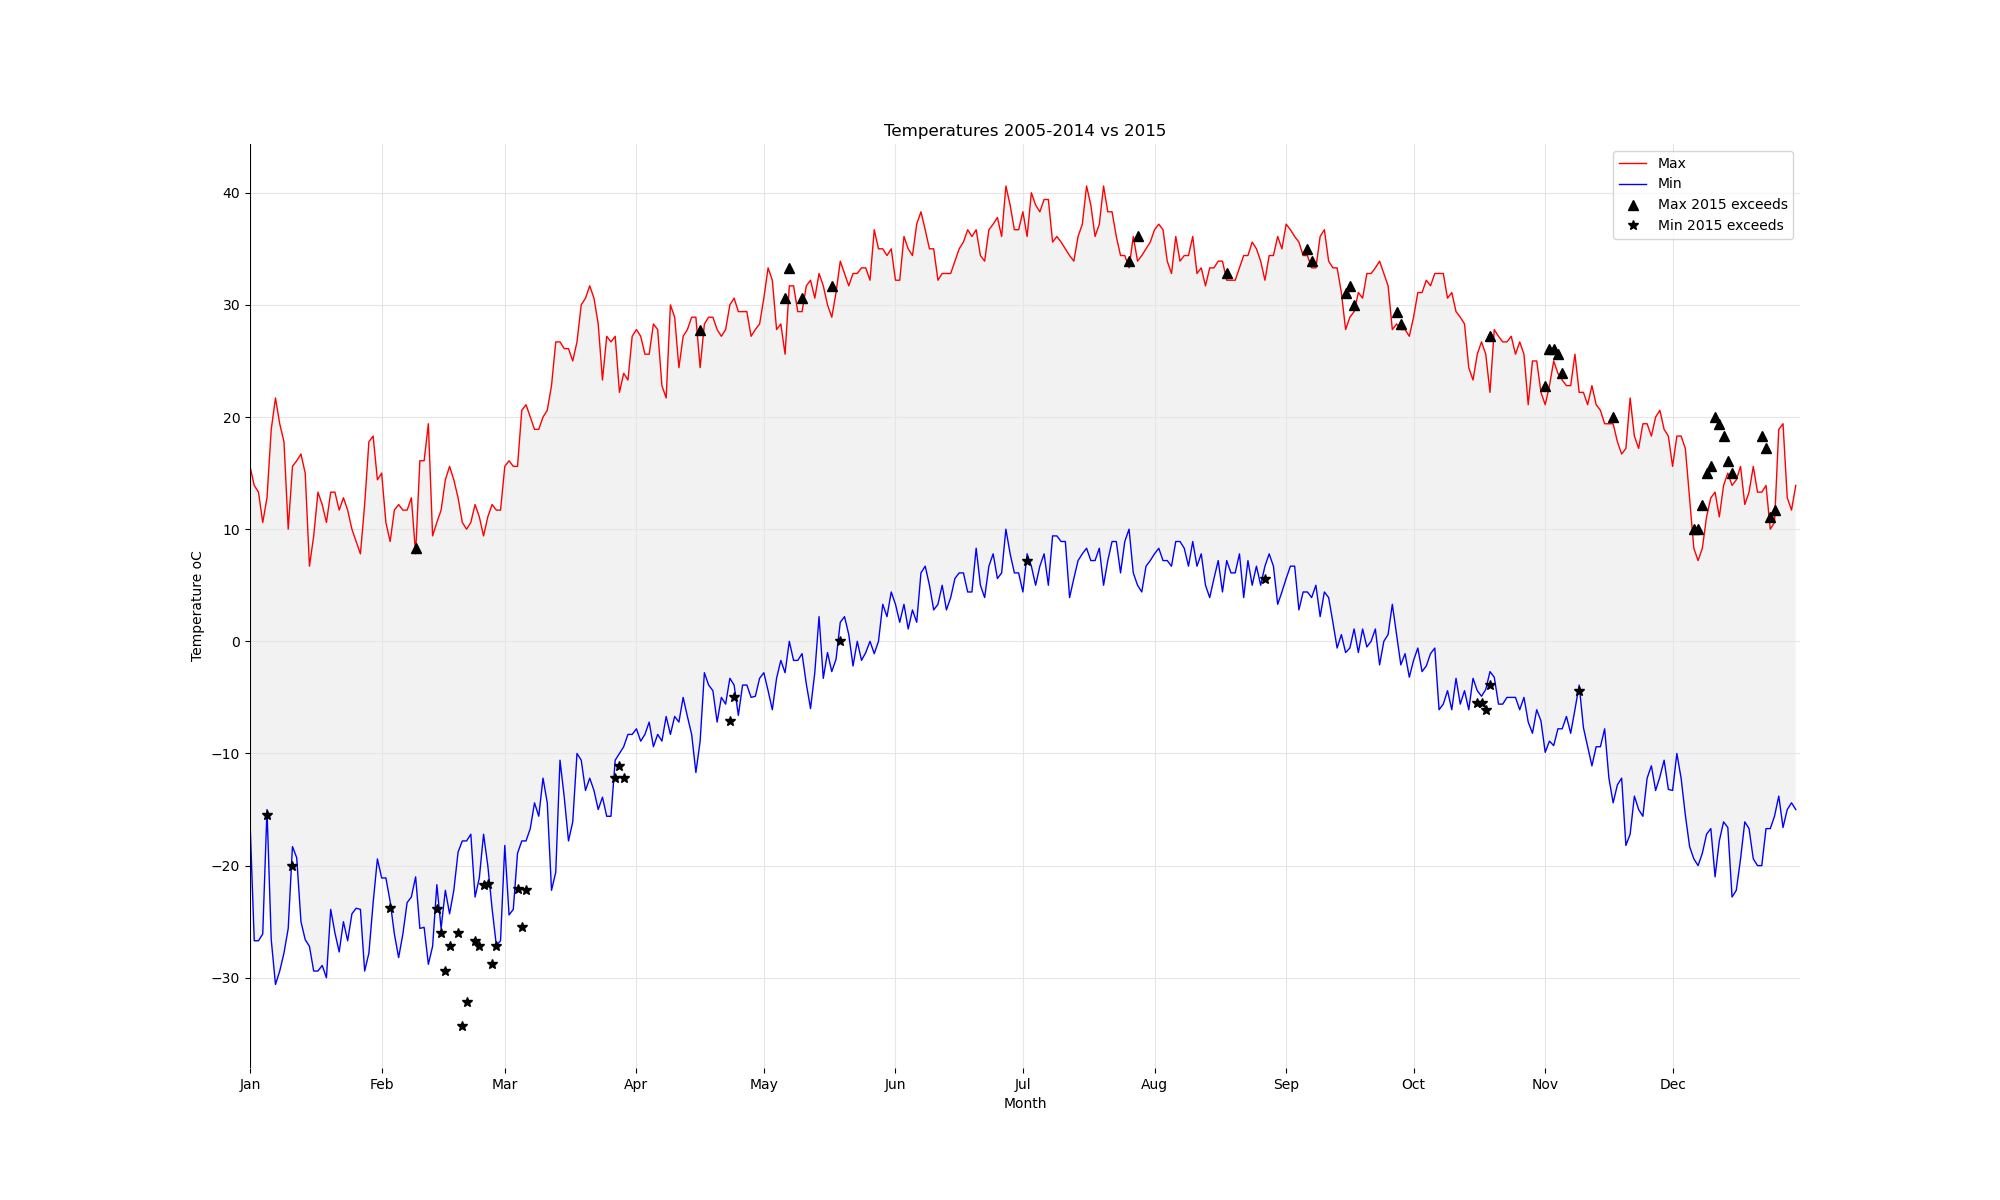 Temperatures 2005-2014 vs 2015
Max
Min
Max 2015 exceeds
Min 2015 exceeds
40
30
20
10
0
−10
−20
−30
Temperature oC
Jan Feb Mar Apr May Jun Jul Aug Sep Oct Nov Dec
Month